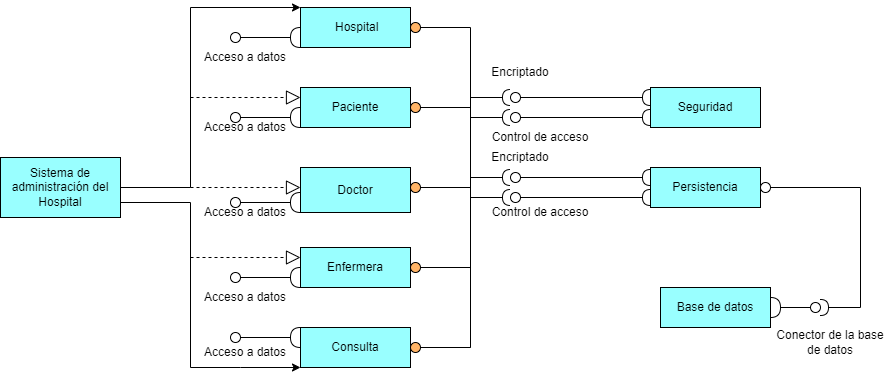 Hospital
Acceso a datos
Encriptado
Paciente
Seguridad
Acceso a datos
Control de acceso
Encriptado
Sistema de
administración del
Hospital
Doctor
Persistencia
Acceso a datos
Control de acceso
Enfermera
Acceso a datos
Base de datos
Conector de la base
de datos
Consulta
Acceso a datos